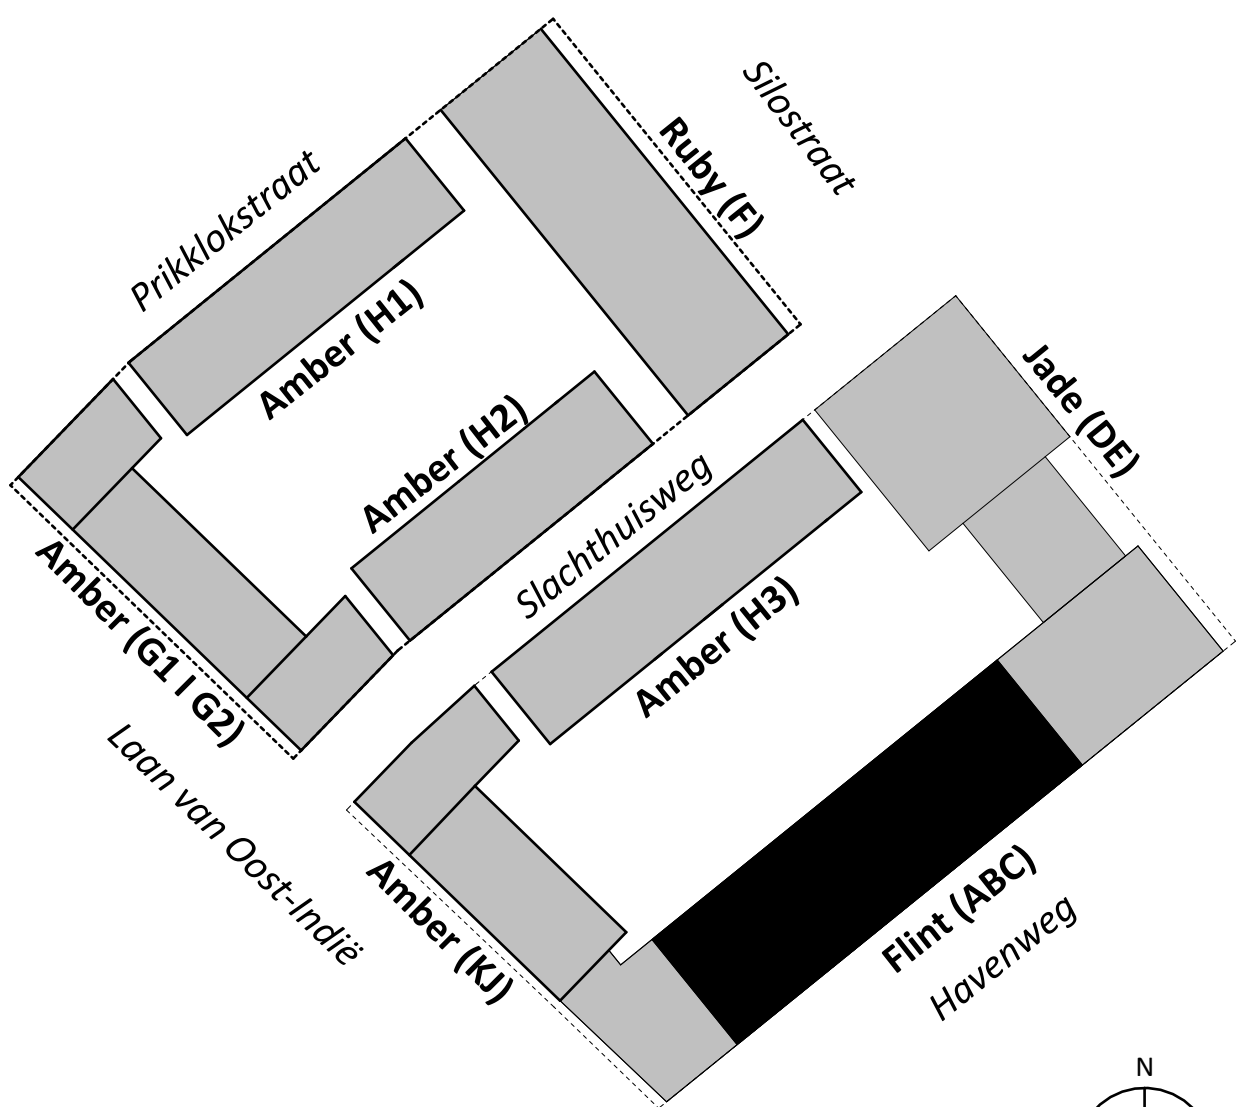 Silostraat
Ruby (F)
Prikklokstraat
Amber (H1)
Jade (DE)
Amber (H2)
Slachthuisweg
Amber (H3)
Amber (G1 I G2)
Laan van Oost-Indië
Amber (KJ)
Flint (ABC)
Havenweg
N